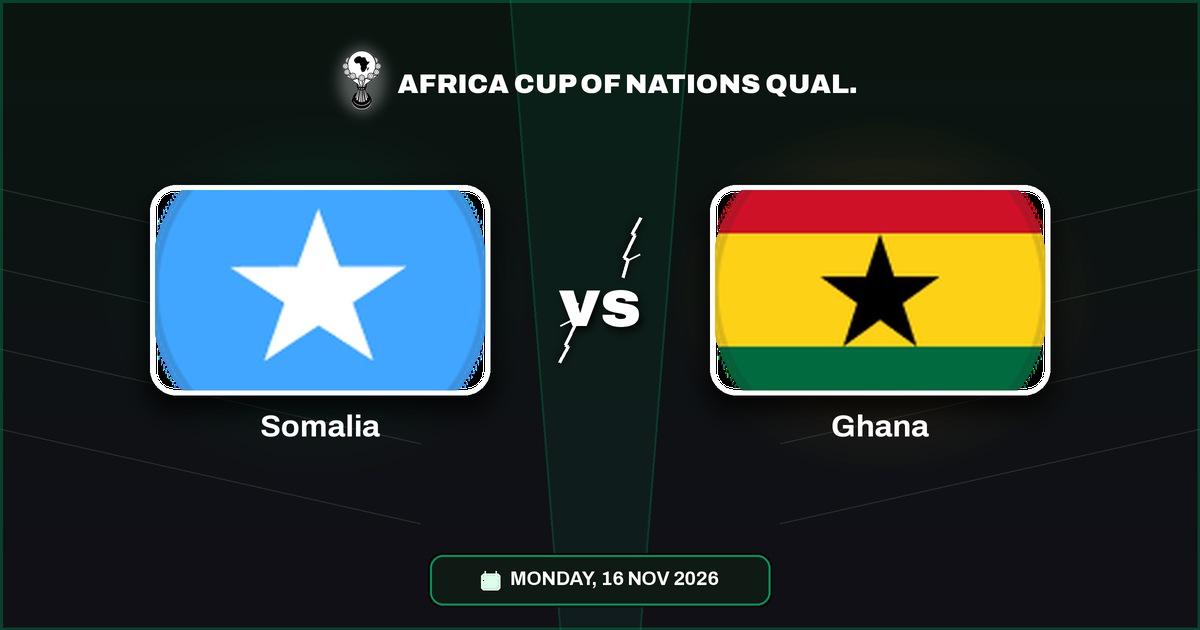 AFRICA CUP OF NATIONS QUAL.
VS
Somalia
Ghana
MONDAY, 16 NOV 2026